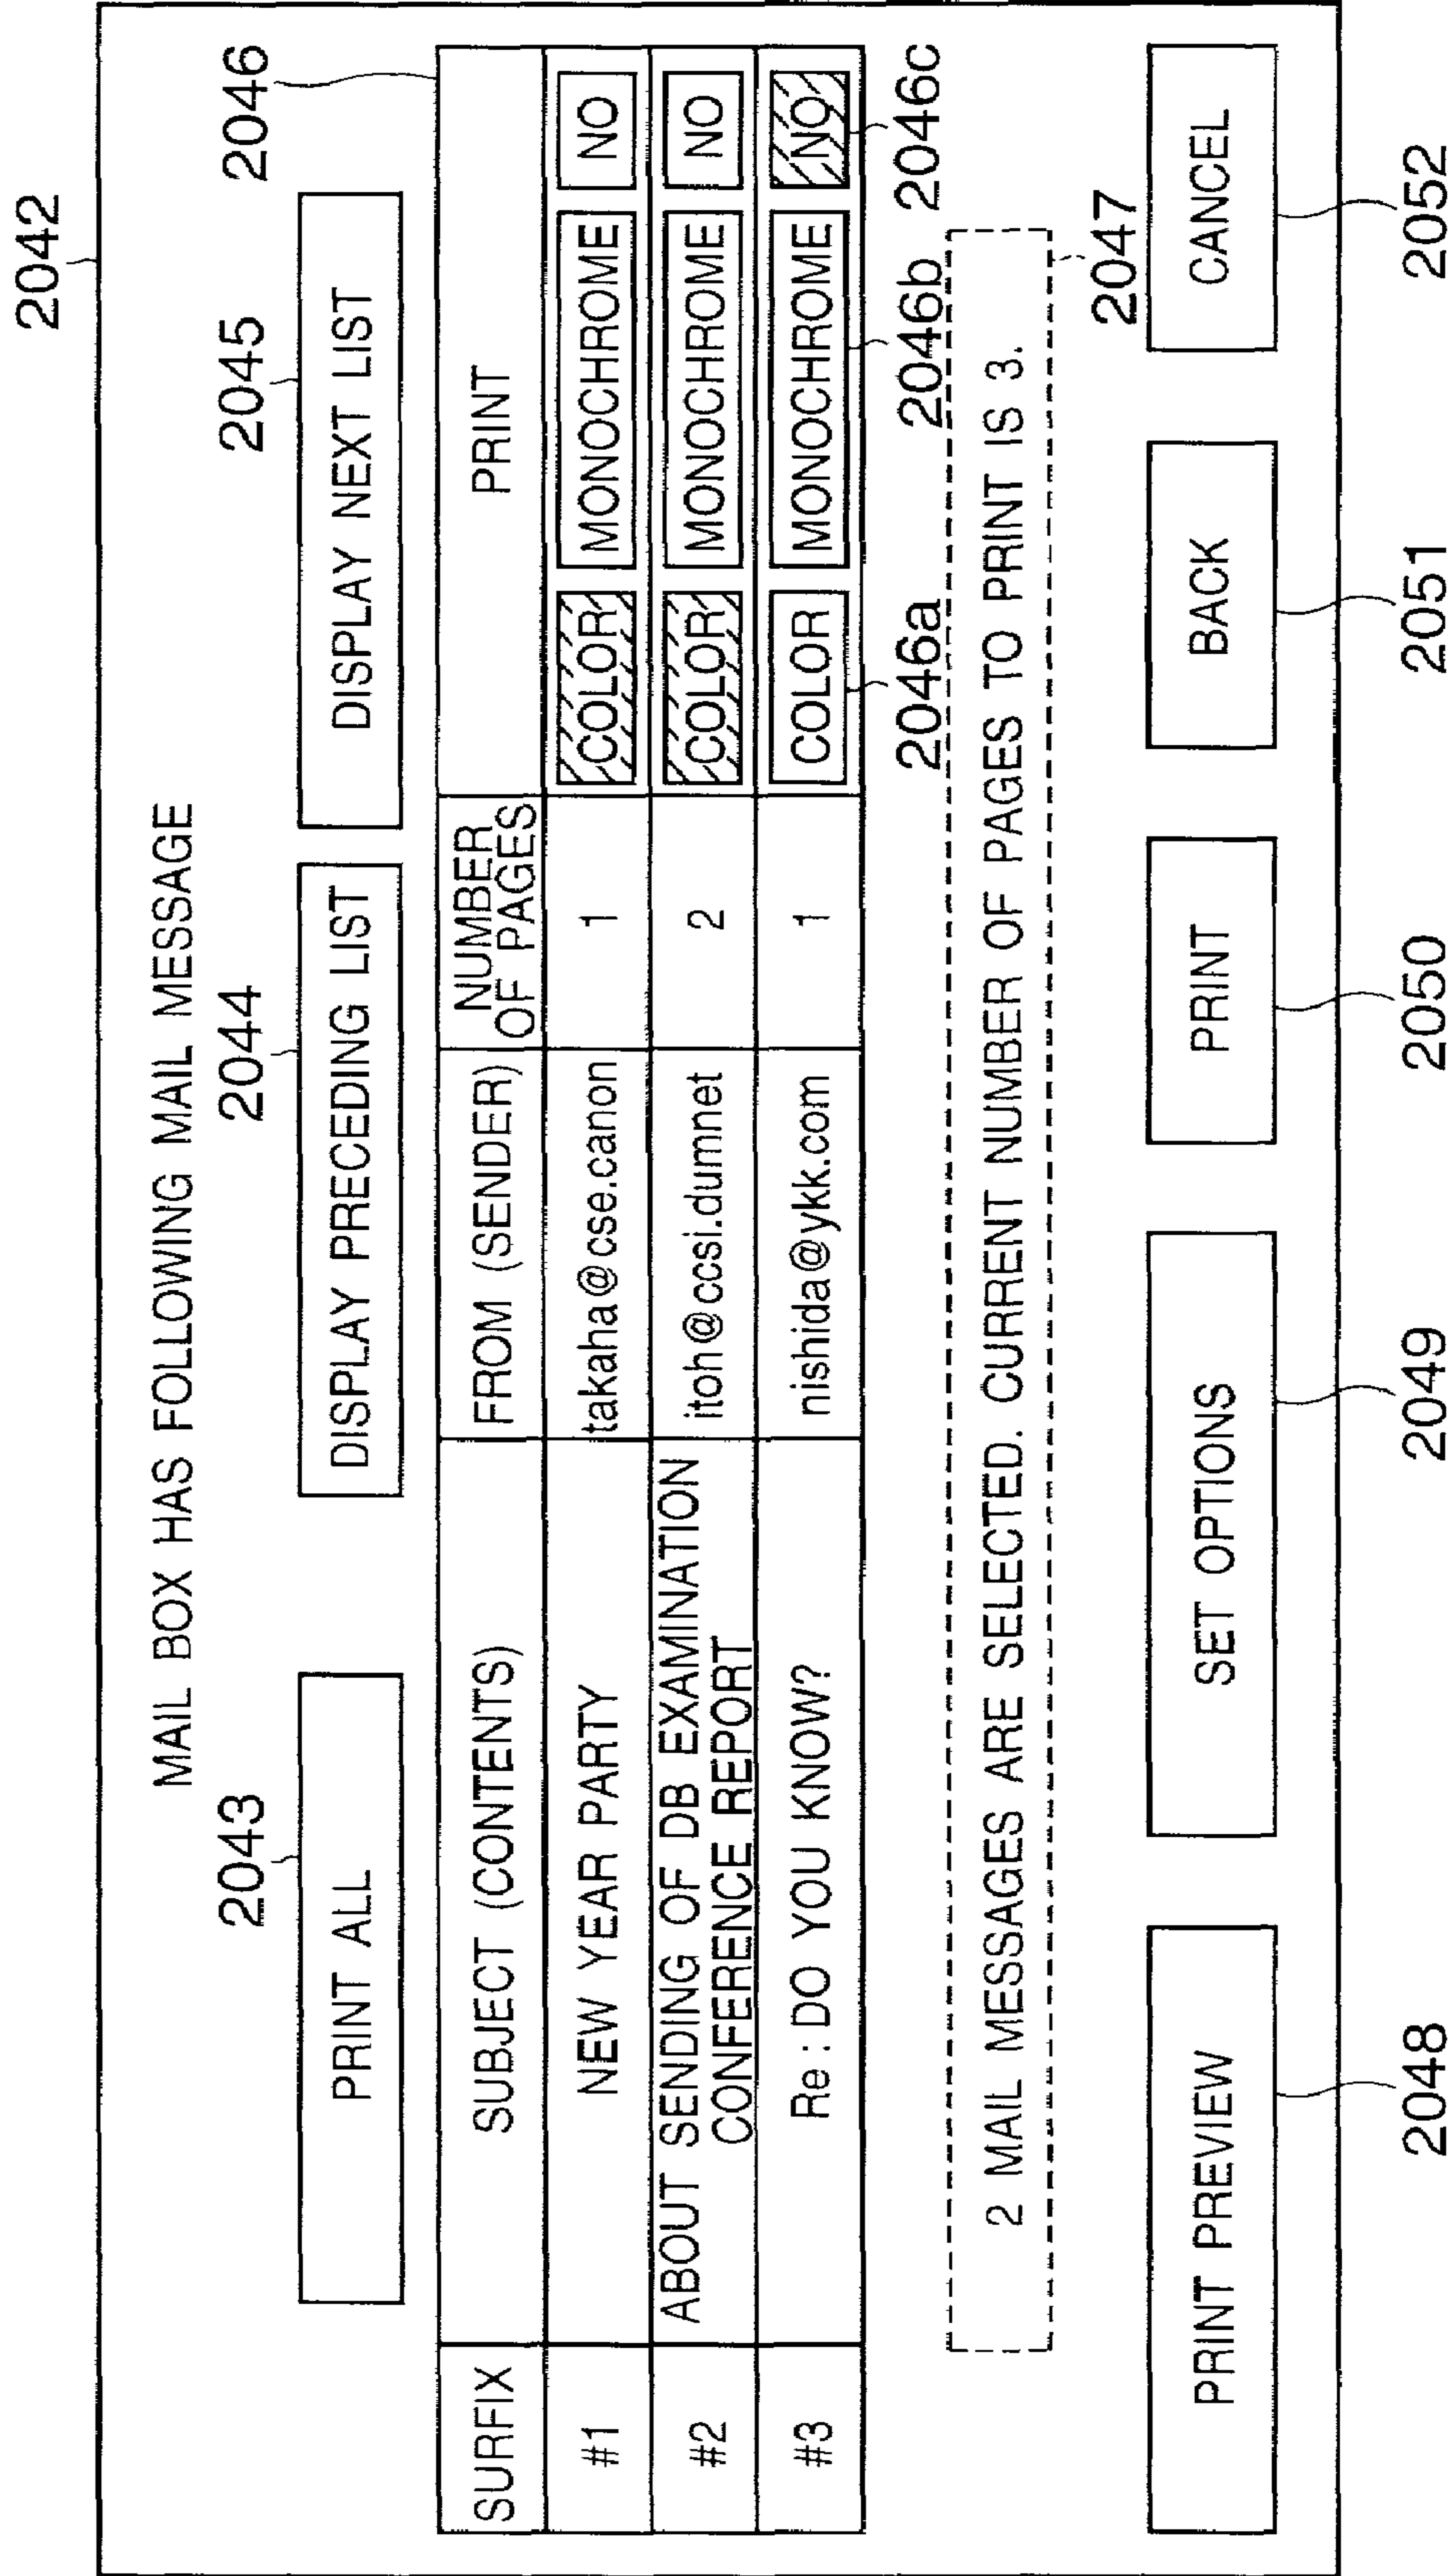 2042
MAIL BOX HAS FOLLOWING MAIL MESSAGE
2043 2044 2045 2046
PRINT ALL DISPLAY PRECEDING LIST DISPLAY NEXT LIST
SURFIX SUBJECT (CONTENTS) FROM (SENDER) NUMBER OF PAGES PRINT
#1 NEW YEAR PARTY takaha@cse.canon 1 COLOR MONOCHROME NO
#2 ABOUT SENDING OF DB EXAMINATION CONFERENCE REPORT itoh@ccsi.dumnet 2 COLOR MONOCHROME NO
#3 Re : DO YOU KNOW? nishida@ykk.com 1 COLOR MONOCHROME NO
2046a 2046b 2046c
2 MAIL MESSAGES ARE SELECTED. CURRENT NUMBER OF PAGES TO PRINT IS 3.
2047
PRINT PREVIEW SET OPTIONS PRINT BACK CANCEL
2048 2049 2050 2051 2052